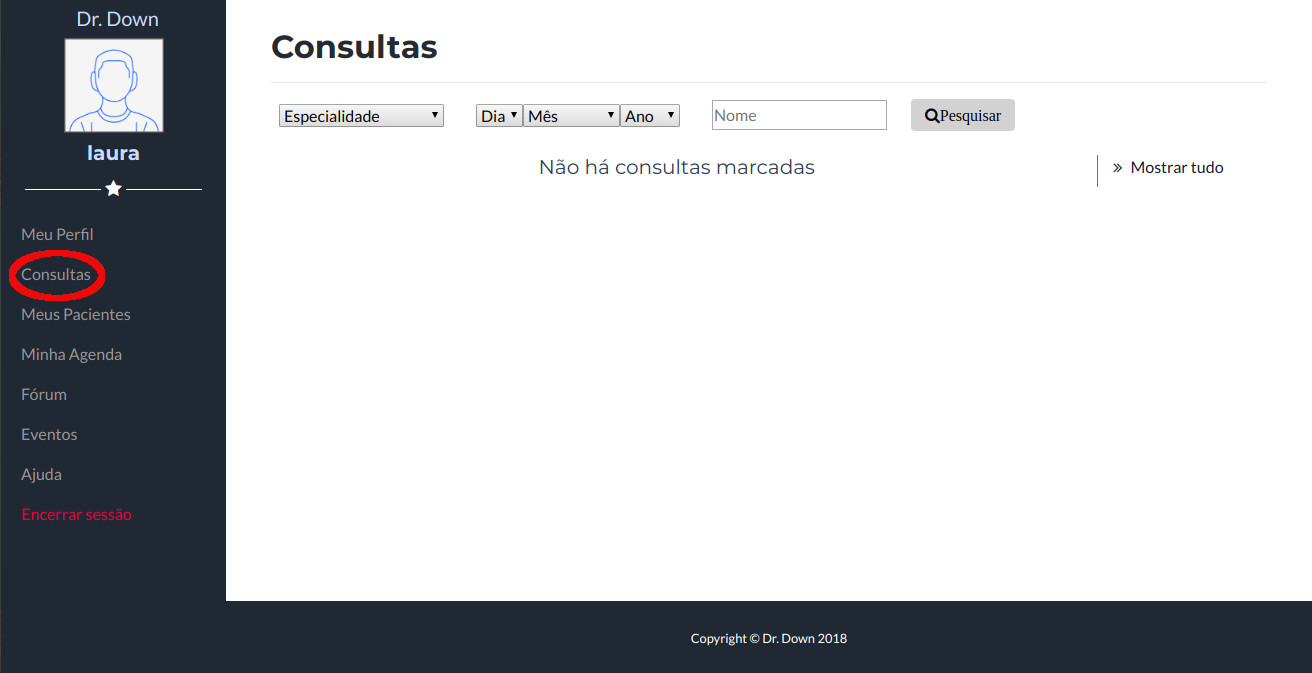 Dr. Down
laura
Meu Perfil
Consultas
Meus Pacientes
Minha Agenda
Fórum
Eventos
Ajuda
Encerrar sessão
Consultas
Especialidade Dia Mês Ano Nome Pesquisar
Não há consultas marcadas
» Mostrar tudo
Copyright © Dr. Down 2018